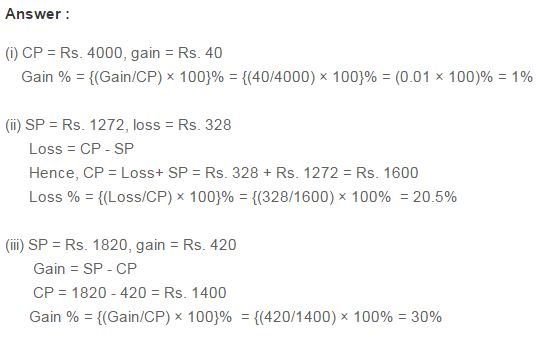 Answer :
(i) CP = Rs. 4000, gain = Rs. 40
Gain % = {(Gain/CP) × 100}% = {(40/4000) × 100}% = (0.01 × 100)% = 1%
(ii) SP = Rs. 1272, loss = Rs. 328
Loss = CP - SP
Hence, CP = Loss+ SP = Rs. 328 + Rs. 1272 = Rs. 1600
Loss % = {(Loss/CP) × 100}% = {(328/1600) × 100% = 20.5%
(iii) SP = Rs. 1820, gain = Rs. 420
Gain = SP - CP
CP = 1820 - 420 = Rs. 1400
Gain % = {(Gain/CP) × 100}% = {(420/1400) × 100% = 30%